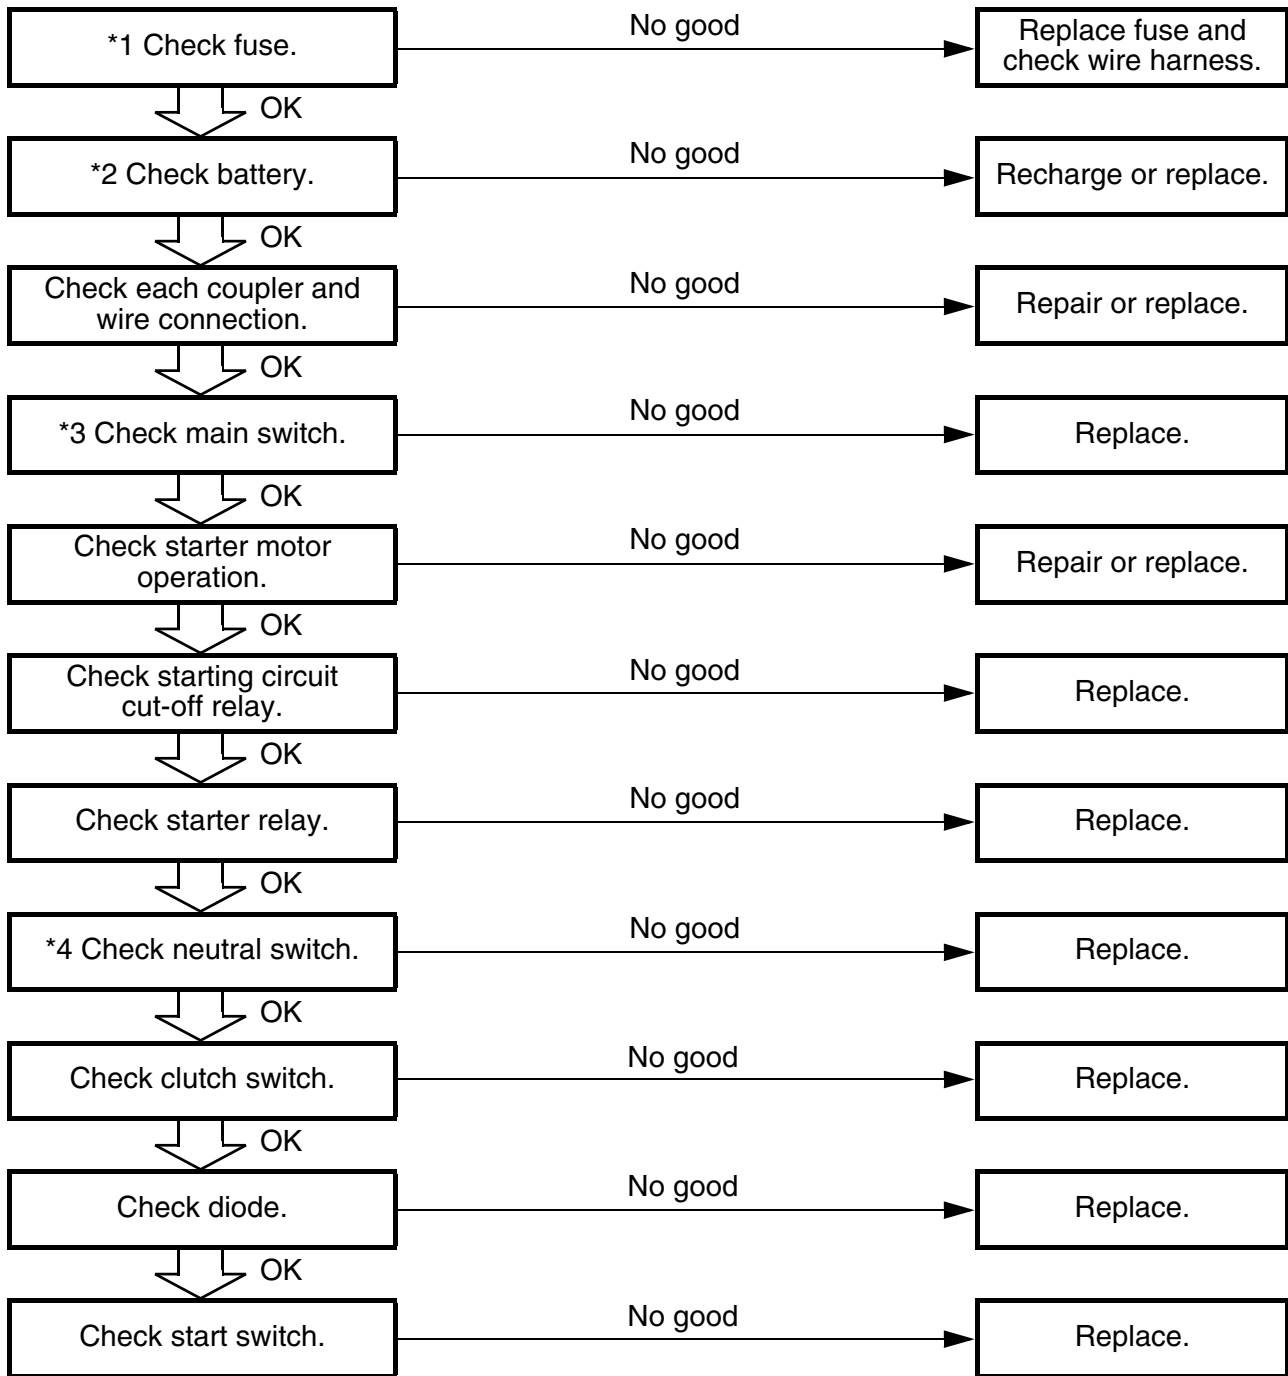 *1 Check fuse.
No good
Replace fuse and
check wire harness.
OK
*2 Check battery.
No good
Recharge or replace.
OK
Check each coupler and
wire connection.
No good
Repair or replace.
OK
*3 Check main switch.
No good
Replace.
OK
Check starter motor
operation.
No good
Repair or replace.
OK
Check starting circuit
cut-off relay.
No good
Replace.
OK
Check starter relay.
No good
Replace.
OK
*4 Check neutral switch.
No good
Replace.
OK
Check clutch switch.
No good
Replace.
OK
Check diode.
No good
Replace.
OK
Check start switch.
No good
Replace.